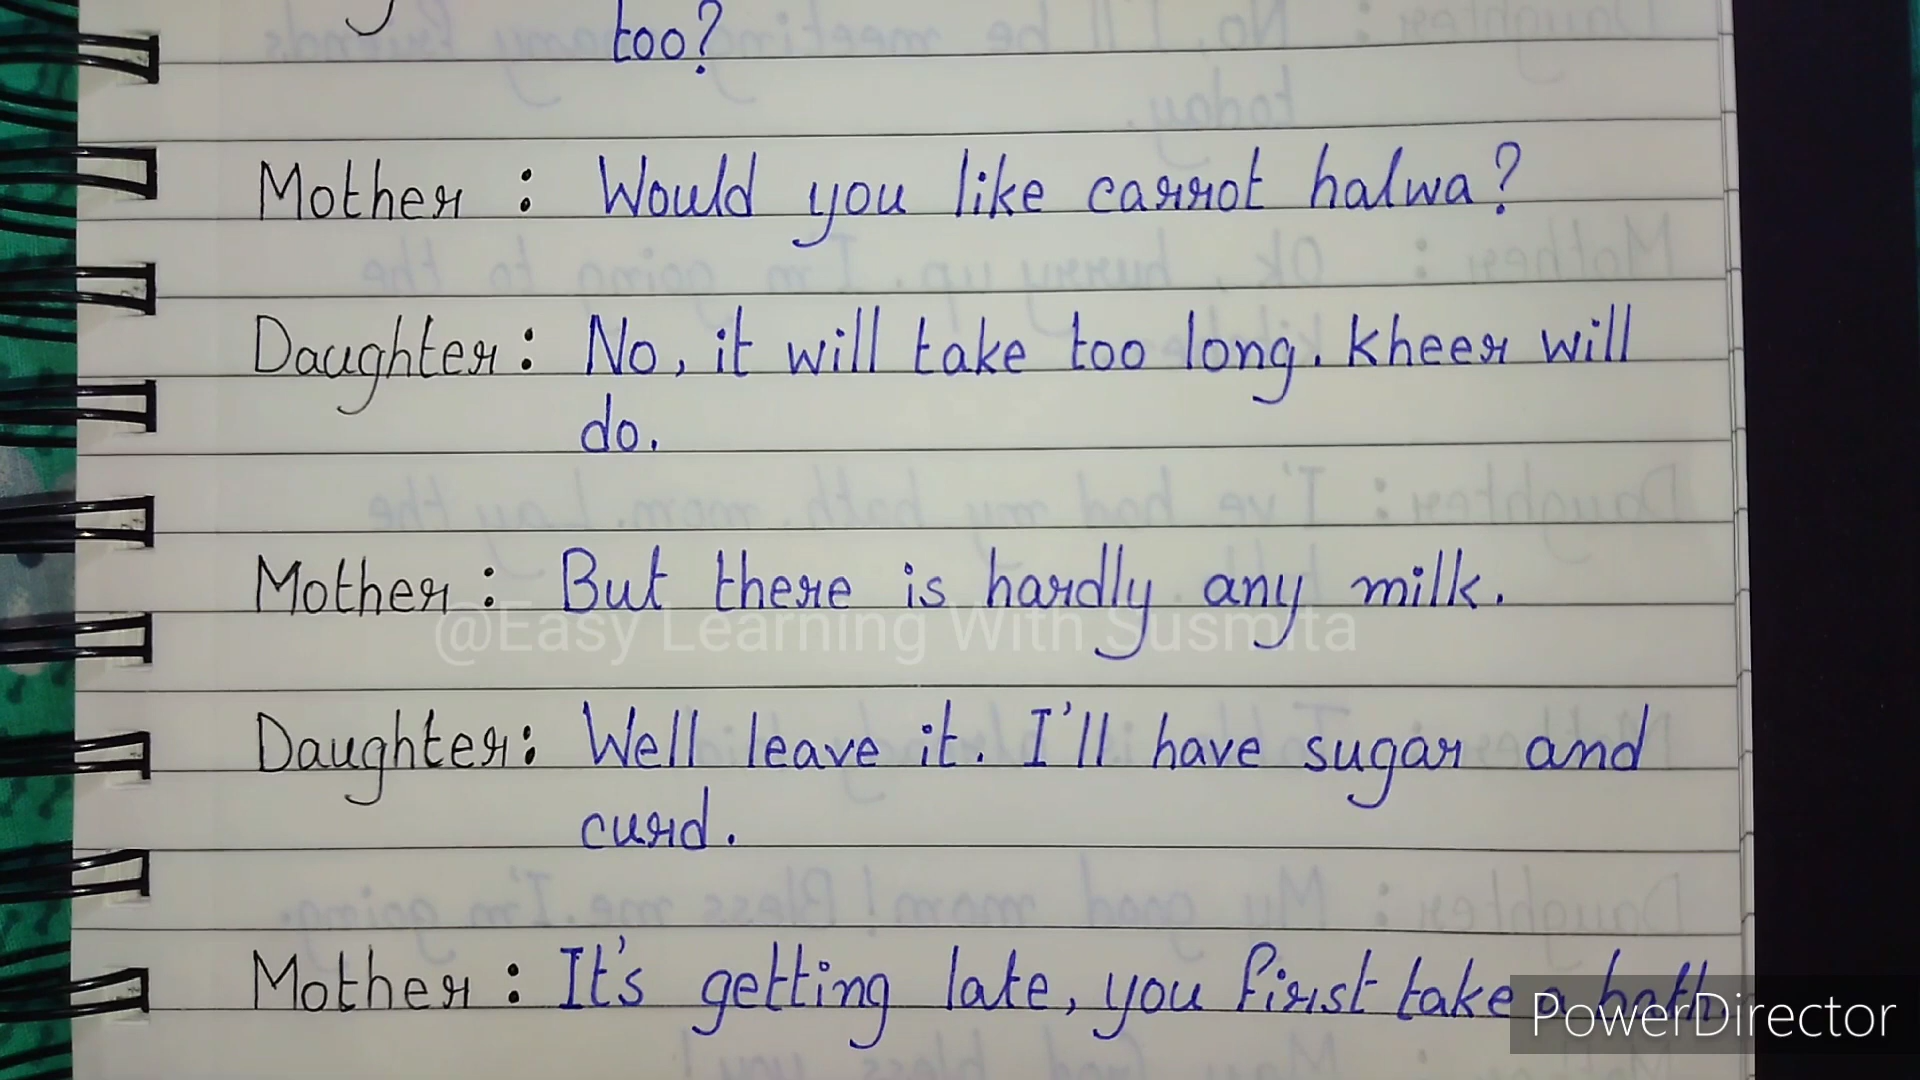 too?
Mother : Would you like carrot halwa?
Daughter : No, it will take too long. Kheer will
do.
Mother : But there is hardly any milk.
@Easy Learning With Susmita
Daughter : Well leave it. I'll have sugar and
curd.
Mother : It's getting late, you first take a bath.
PowerDirector